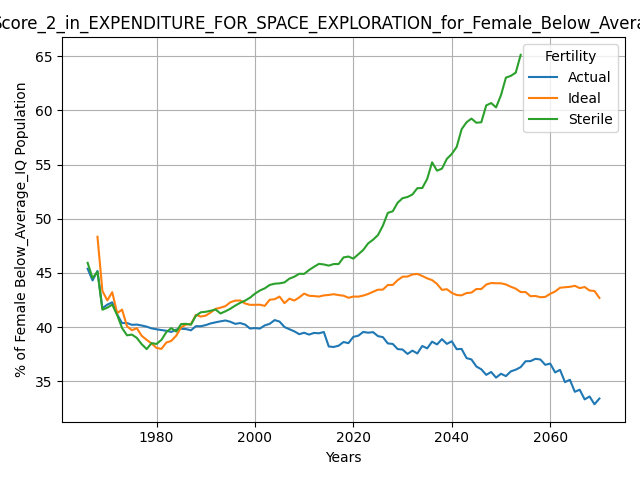 Score_2_in_EXPENDITURE_FOR_SPACE_EXPLORATION_for_Female_Below_Avera
Fertility
Actual
Ideal
Sterile
65
60
55
50
45
40
35
% of Female Below_Average_IQ Population
1980
2000
2020
2040
2060
Years